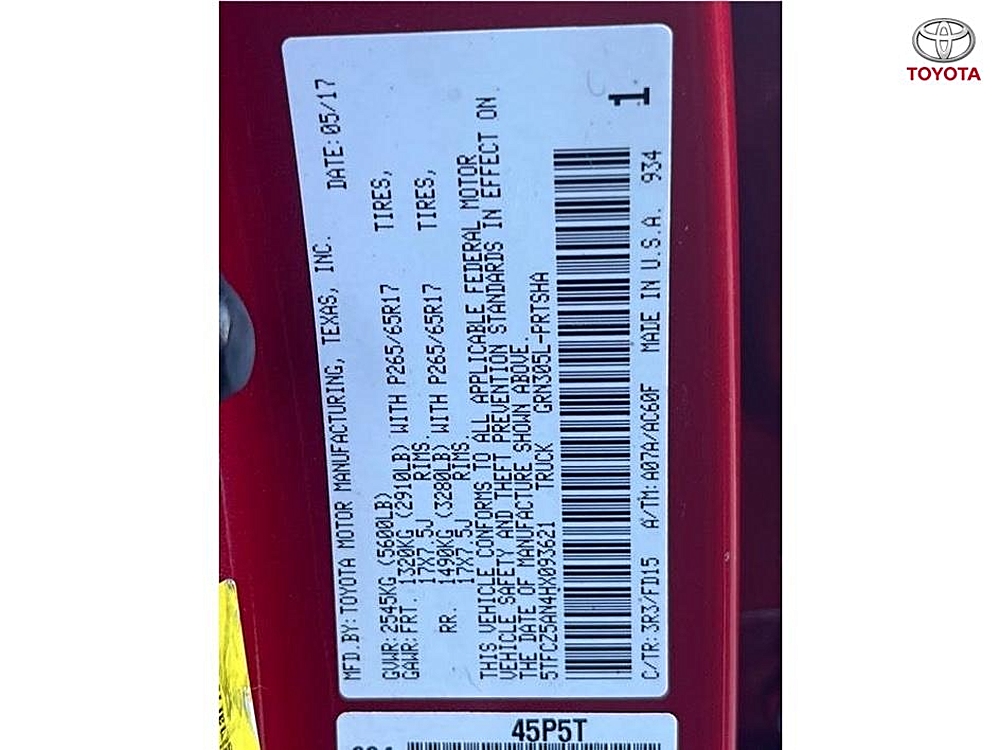 MFD.BY:TOYOTA MOTOR MANUFACTURING, TEXAS, INC. DATE:05/17
GVWR:2545KG (5600LB)
GAWR:FRT. 1320KG (2910LB) WITH P265/65R17 TIRES,
17X7.5J RIMS.
RR. 1490KG (3280LB) WITH P265/65R17 TIRES,
17X7.5J RIMS.
THIS VEHICLE CONFORMS TO ALL APPLICABLE FEDERAL MOTOR
VEHICLE SAFETY AND THEFT PREVENTION STANDARDS IN EFFECT ON
THE DATE OF MANUFACTURE SHOWN ABOVE.
5TFCZ5AN4HX093621 TRUCK GRN305L-PRTSHA
1
C/TR:3R3/FD15 A/TM:A07A/AC60F MADE IN U.S.A. 934
45P5T
TOYOTA